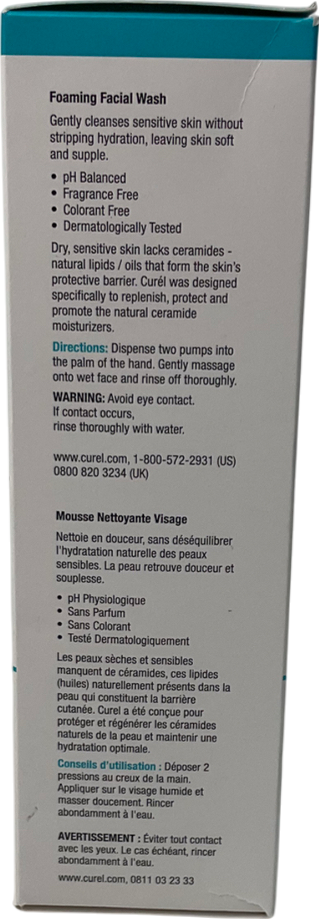 Foaming Facial Wash
Gently cleanses sensitive skin without
stripping hydration, leaving skin soft
and supple.
• pH Balanced
• Fragrance Free
• Colorant Free
• Dermatologically Tested
Dry, sensitive skin lacks ceramides -
natural lipids / oils that form the skin's
protective barrier. Curél was designed
specifically to replenish, protect and
promote the natural ceramide
moisturizers.
Directions: Dispense two pumps into
the palm of the hand. Gently massage
onto wet face and rinse off thoroughly.
WARNING: Avoid eye contact.
If contact occurs,
rinse thoroughly with water.
www.curel.com, 1-800-572-2931 (US)
0800 820 3234 (UK)
Mousse Nettoyante Visage
Nettoie en douceur, sans déséquilibrer
l'hydratation naturelle des peaux
sensibles. La peau retrouve douceur et
souplesse.
• pH Physiologique
• Sans Parfum
• Sans Colorant
• Testé Dermatologiquement
Les peaux sèches et sensibles
manquent de céramides, ces lipides
(huiles) naturellement présents dans la
peau qui constituent la barrière
cutanée. Curel a été conçue pour
protéger et régénérer les céramides
naturels de la peau et maintenir une
hydratation optimale.
Conseils d'utilisation : Déposer 2
pressions au creux de la main.
Appliquer sur le visage humide et
masser doucement. Rincer
abondamment à l'eau.
AVERTISSEMENT : Éviter tout contact
avec les yeux. Le cas échéant, rincer
abondamment à l'eau.
www.curel.com, 0811 03 23 33